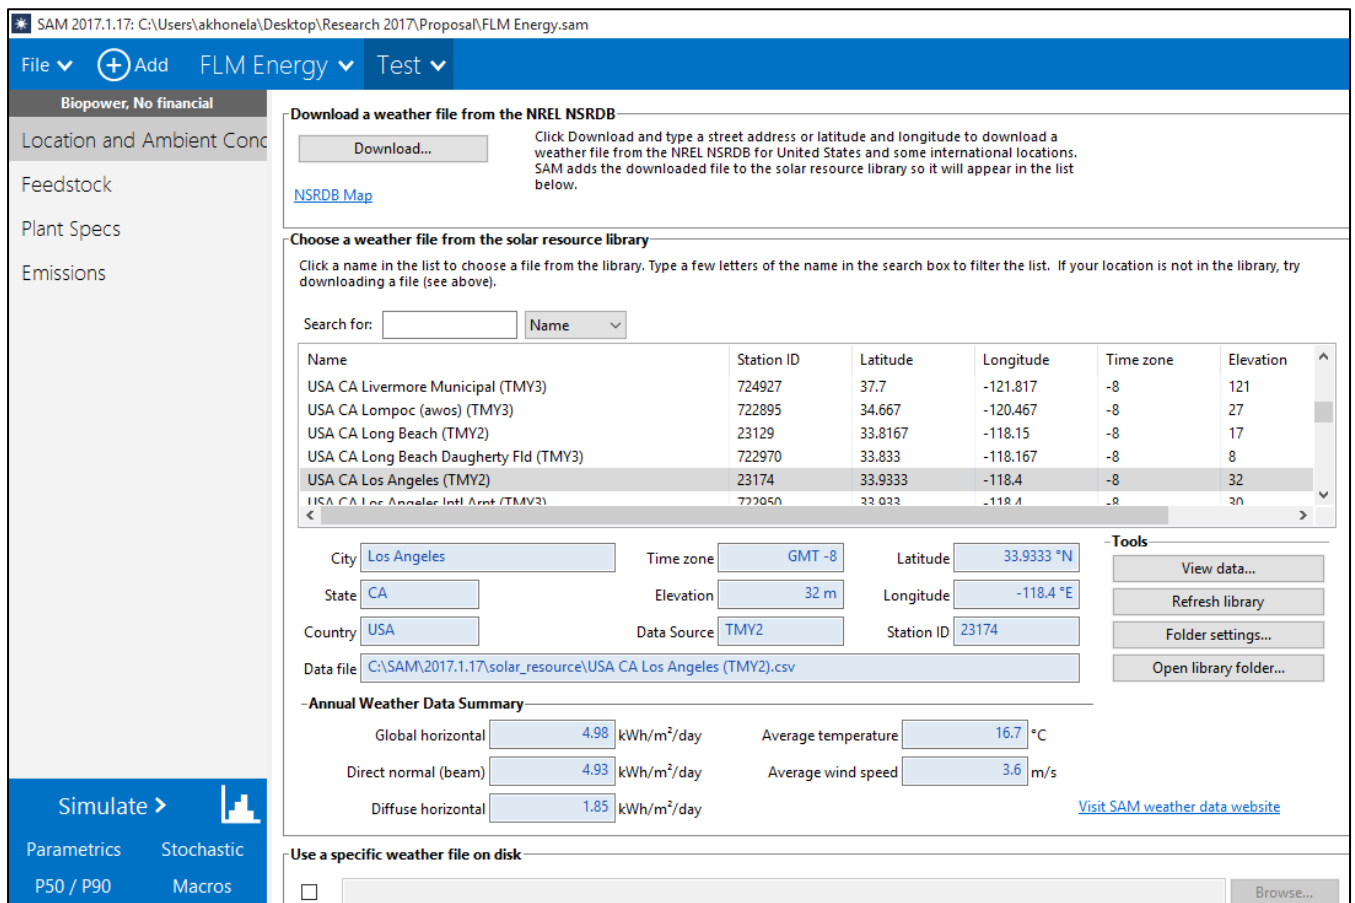 SAM 2017.1.17: C:\Users\akhonela\Desktop\Research 2017\Proposal\FLM Energy.sam
File Add FLM Energy Test
Biopower, No financial
Location and Ambient Conc
Feedstock
Plant Specs
Emissions
Simulate >
Parametrics Stochastic
P50 / P90 Macros
Download a weather file from the NREL NSRDB
Download...
NSRDB Map
Click Download and type a street address or latitude and longitude to download a
weather file from the NREL NSRDB for United States and some international locations.
SAM adds the downloaded file to the solar resource library so it will appear in the list
below.
Choose a weather file from the solar resource library
Click a name in the list to choose a file from the library. Type a few letters of the name in the search box to filter the list. If your location is not in the library, try
downloading a file (see above).
Search for: Name
Name Station ID Latitude Longitude Time zone Elevation
USA CA Livermore Municipal (TMY3) 724927 37.7 -121.817 -8 121
USA CA Lompoc (awos) (TMY3) 722895 34.667 -120.467 -8 27
USA CA Long Beach (TMY2) 23129 33.8167 -118.15 -8 17
USA CA Long Beach Daugherty Fld (TMY3) 722970 33.833 -118.167 -8 8
USA CA Los Angeles (TMY2) 23174 33.9333 -118.4 -8 32
USA CA Los Angeles Intl Arpt (TMY3) 722950 33.933 -118.4 -8 30
City Los Angeles Time zone GMT -8 Latitude 33.9333 °N
State CA Elevation 32 m Longitude -118.4 °E
Country USA Data Source TMY2 Station ID 23174
Data file C:\SAM\2017.1.17\solar_resource\USA CA Los Angeles (TMY2).csv
Tools
View data...
Refresh library
Folder settings...
Open library folder...
Annual Weather Data Summary
Global horizontal 4.98 kWh/m²/day Average temperature 16.7 °C
Direct normal (beam) 4.93 kWh/m²/day Average wind speed 3.6 m/s
Diffuse horizontal 1.85 kWh/m²/day
Visit SAM weather data website
Use a specific weather file on disk
Browse...